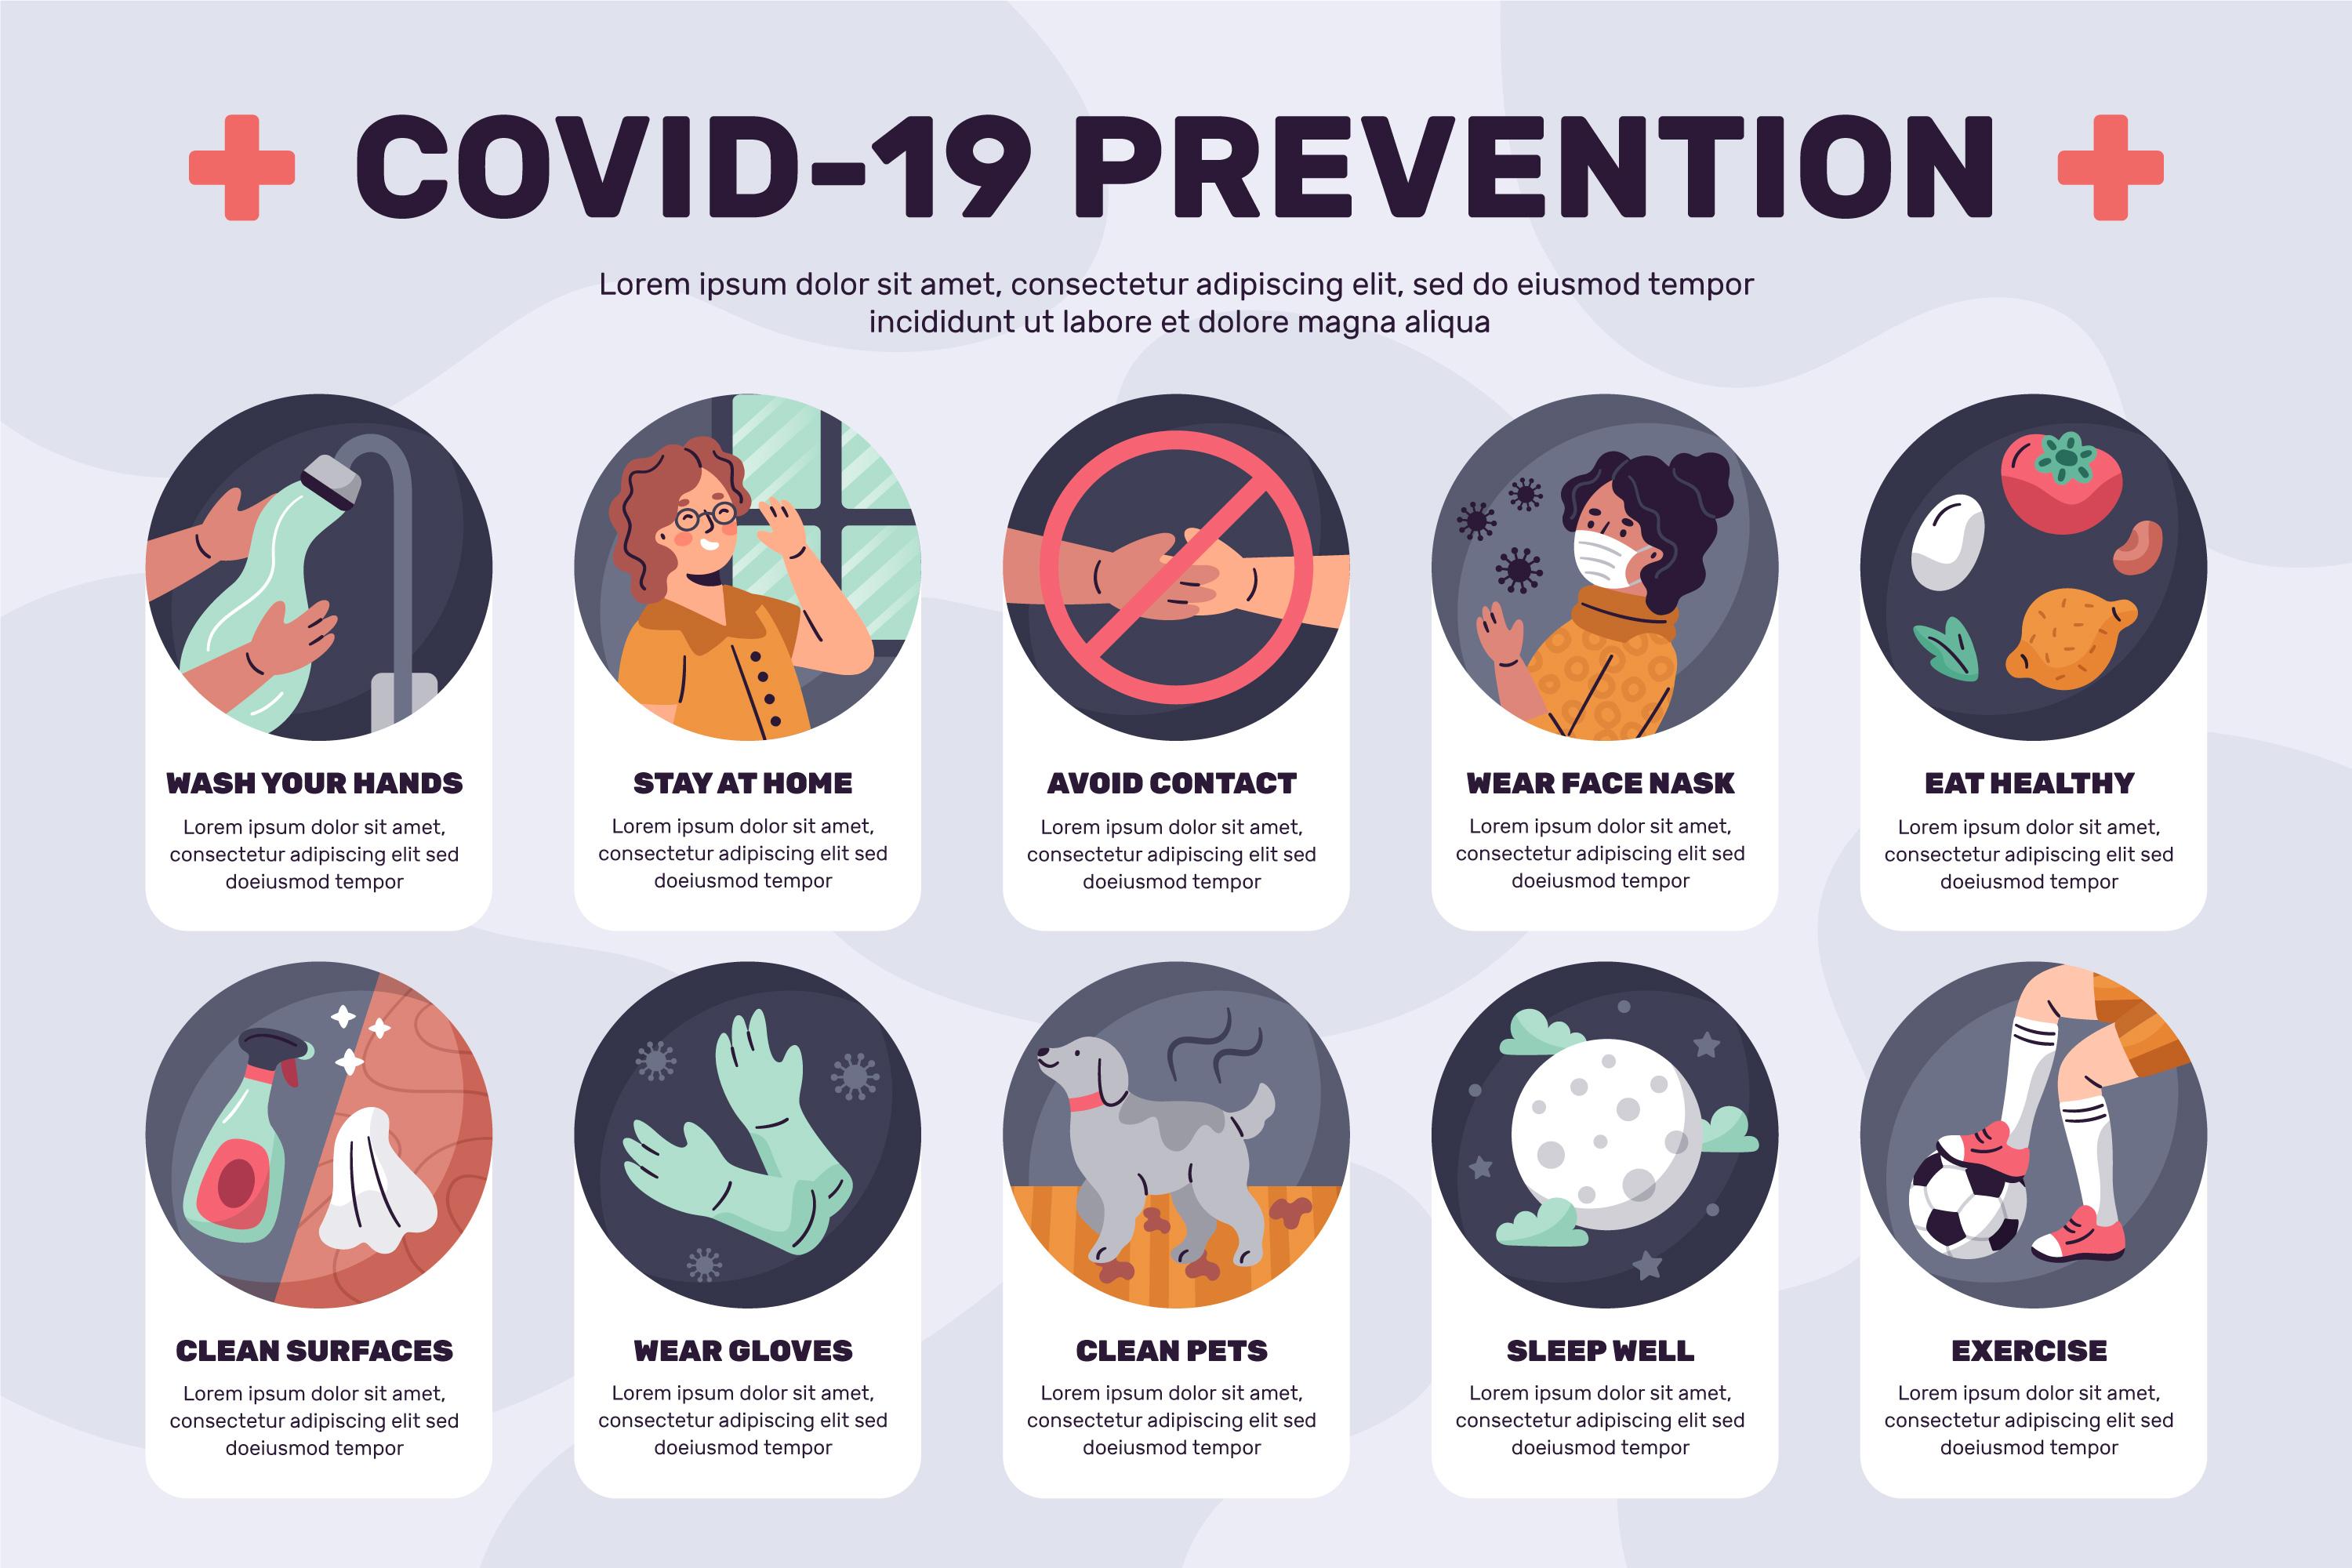 COVID-19 PREVENTION
Lorem ipsum dolor sit amet, consectetur adipiscing elit, sed do eiusmod tempor
incididunt ut labore et dolore magna aliqua
WASH YOUR HANDS
Lorem ipsum dolor sit amet,
consectetur adipiscing elit sed
doeiusmod tempor
STAY AT HOME
Lorem ipsum dolor sit amet,
consectetur adipiscing elit sed
doeiusmod tempor
AVOID CONTACT
Lorem ipsum dolor sit amet,
consectetur adipiscing elit sed
doeiusmod tempor
WEAR FACE NASK
Lorem ipsum dolor sit amet,
consectetur adipiscing elit sed
doeiusmod tempor
EAT HEALTHY
Lorem ipsum dolor sit amet,
consectetur adipiscing elit sed
doeiusmod tempor
CLEAN SURFACES
Lorem ipsum dolor sit amet,
consectetur adipiscing elit sed
doeiusmod tempor
WEAR GLOVES
Lorem ipsum dolor sit amet,
consectetur adipiscing elit sed
doeiusmod tempor
CLEAN PETS
Lorem ipsum dolor sit amet,
consectetur adipiscing elit sed
doeiusmod tempor
SLEEP WELL
Lorem ipsum dolor sit amet,
consectetur adipiscing elit sed
doeiusmod tempor
EXERCISE
Lorem ipsum dolor sit amet,
consectetur adipiscing elit sed
doeiusmod tempor